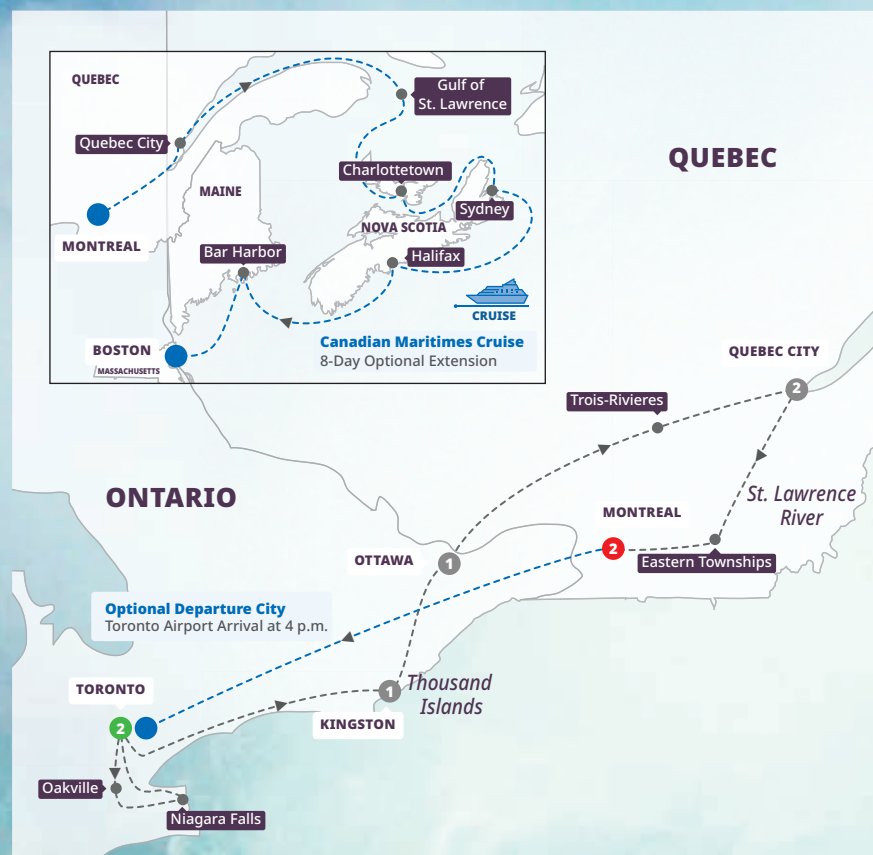 QUEBEC
Gulf of
St. Lawrence
Quebec City
Charlottetown
MAINE
Sydney
NOVA SCOTIA
MONTREAL
Bar Harbor
Halifax
CRUISE
Canadian Maritimes Cruise
8-Day Optional Extension
BOSTON
MASSACHUSETTS
QUEBEC
QUEBEC CITY
2
Trois-Rivieres
ONTARIO
St. Lawrence
River
MONTREAL
2
Eastern Townships
OTTAWA
1
Optional Departure City
Toronto Airport Arrival at 4 p.m.
TORONTO
2
1
Thousand
Islands
KINGSTON
Oakville
Niagara Falls